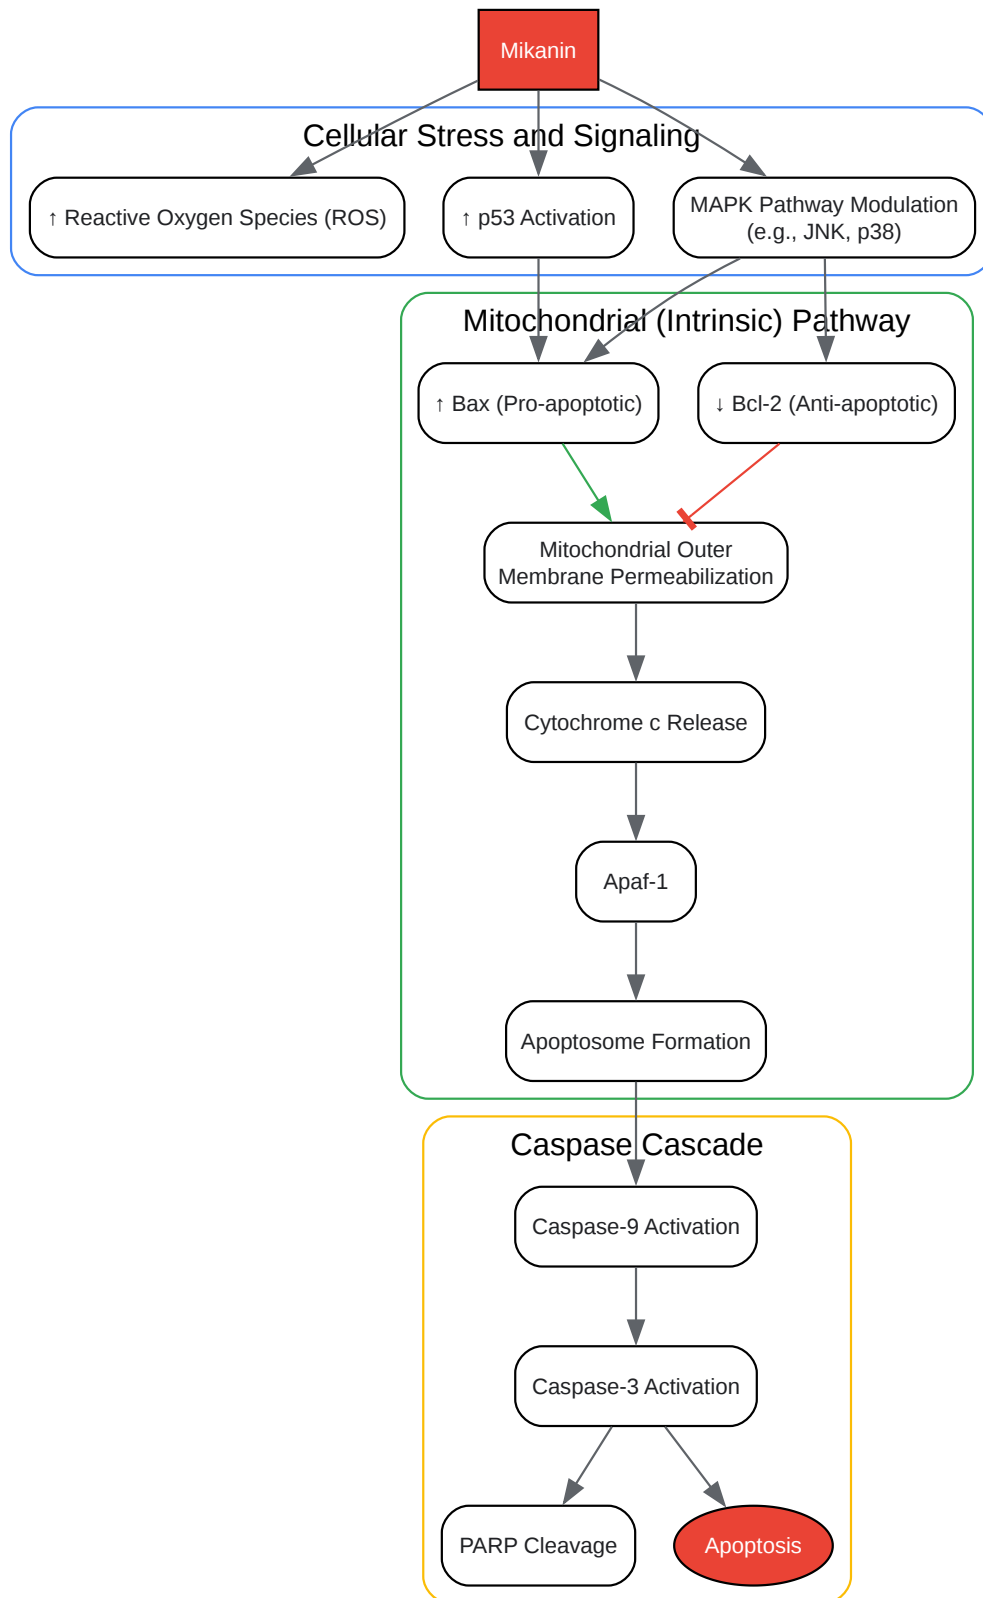 Mikanin
Cellular Stress and Signaling
↑ Reactive Oxygen Species (ROS)
↑ p53 Activation
MAPK Pathway Modulation
(e.g., JNK, p38)
Mitochondrial (Intrinsic) Pathway
↑ Bax (Pro-apoptotic)
↓ Bcl-2 (Anti-apoptotic)
Mitochondrial Outer
Membrane Permeabilization
Cytochrome c Release
Apaf-1
Apoptosome Formation
Caspase Cascade
Caspase-9 Activation
Caspase-3 Activation
PARP Cleavage
Apoptosis